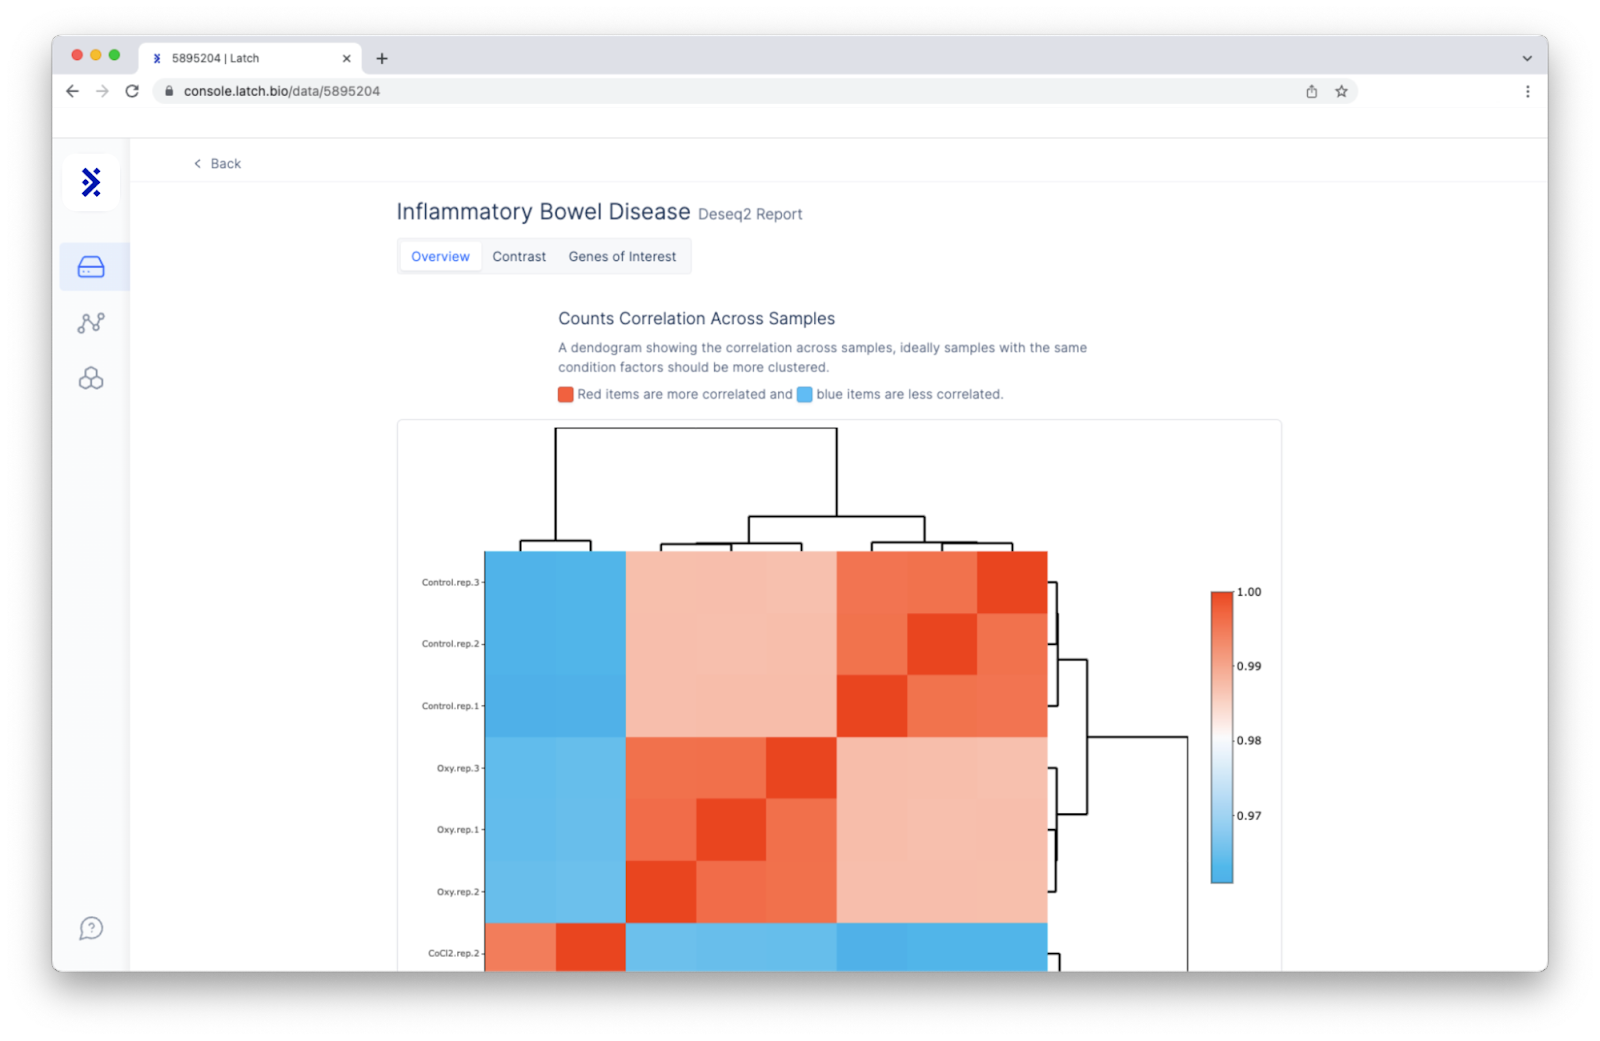 5895204 | Latch
console.latch.bio/data/5895204
Back
Inflammatory Bowel Disease Deseq2 Report
Overview Contrast Genes of Interest
Counts Correlation Across Samples
A dendogram showing the correlation across samples, ideally samples with the same
condition factors should be more clustered.
Red items are more correlated and blue items are less correlated.
Control.rep.3
Control.rep.2
Control.rep.1
Oxy.rep.3
Oxy.rep.1
Oxy.rep.2
CoCl2.rep.2
1.00
0.99
0.98
0.97